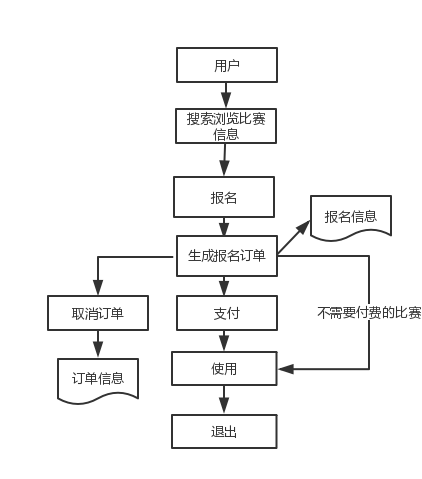 用户
搜索浏览比赛
信息
报名
报名信息
生成报名订单
取消订单
支付
不需要付费的比赛
使用
订单信息
退出